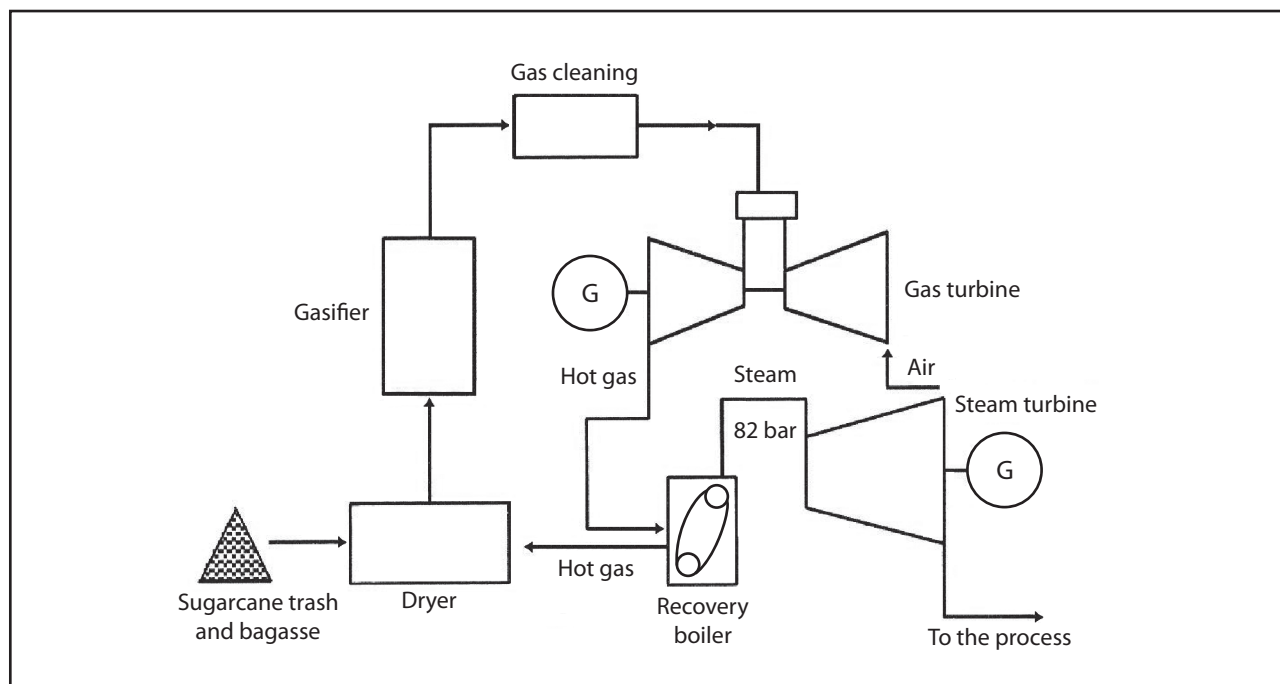 Gas cleaning
Gasifier
G
Gas turbine
Hot gas
Air
Steam
82 bar
Steam turbine
G
Sugarcane trash
and bagasse
Dryer
Hot gas
Recovery
boiler
To the process